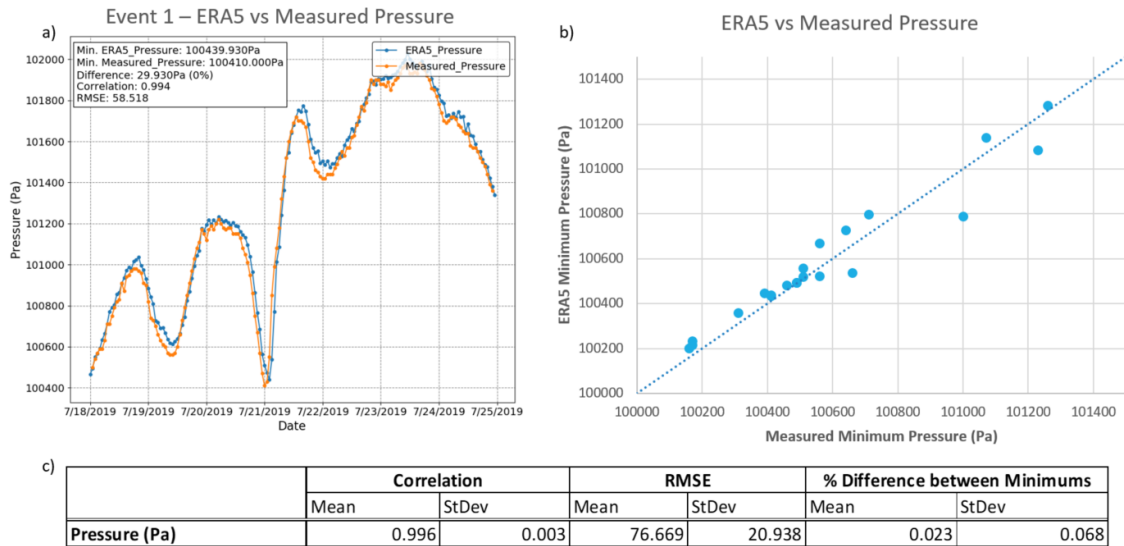 Event 1 – ERA5 vs Measured Pressure
a)
Min. ERA5_Pressure: 100439.930Pa
Min. Measured_Pressure: 100410.000Pa
Difference: 29.930Pa (0%)
Correlation: 0.994
RMSE: 58.518
ERA5_Pressure
Measured_Pressure
Pressure (Pa)
102000
101800
101600
101400
101200
101000
100800
100600
100400
7/18/2019 7/19/2019 7/20/2019 7/21/2019 7/22/2019 7/23/2019 7/24/2019 7/25/2019
Date
b)
ERA5 vs Measured Pressure
ERA5 Minimum Pressure (Pa)
101400
101200
101000
100800
100600
100400
100200
100000
100000 100200 100400 100600 100800 101000 101200 101400
Measured Minimum Pressure (Pa)
c)
Correlation RMSE % Difference between Minimums
Mean StDev Mean StDev Mean StDev
Pressure (Pa) 0.996 0.003 76.669 20.938 0.023 0.068